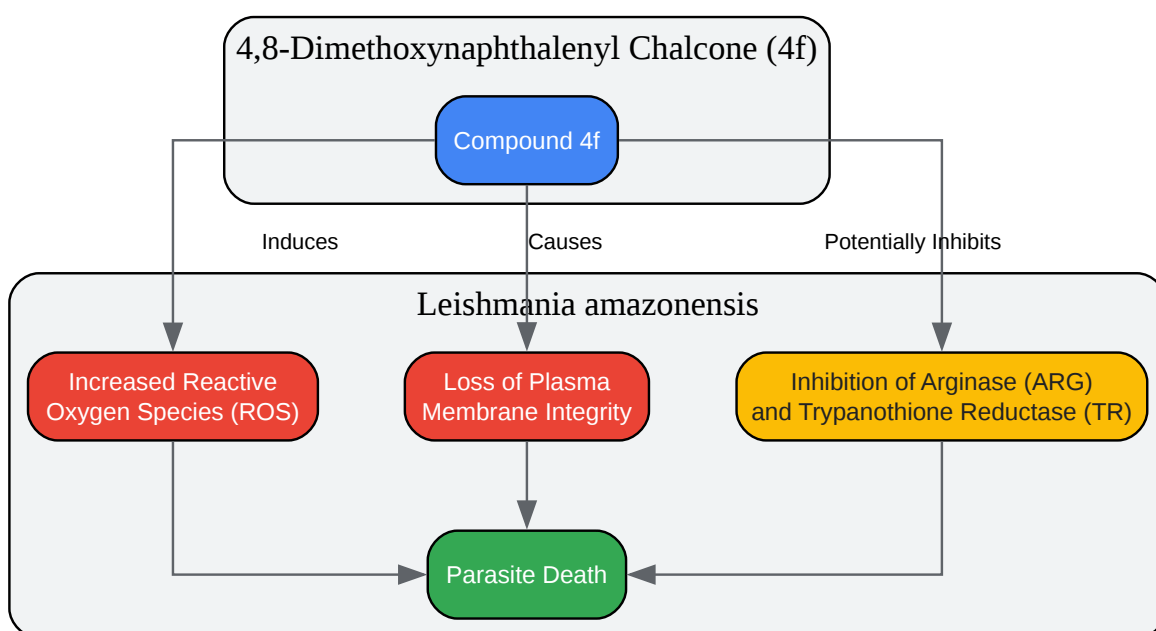 4,8-Dimethoxynaphthalenyl Chalcone (4f)
Compound 4f
Induces
Causes
Potentially Inhibits
Leishmania amazonensis
Increased Reactive
Oxygen Species (ROS)
Loss of Plasma
Membrane Integrity
Inhibition of Arginase (ARG)
and Trypanothione Reductase (TR)
Parasite Death